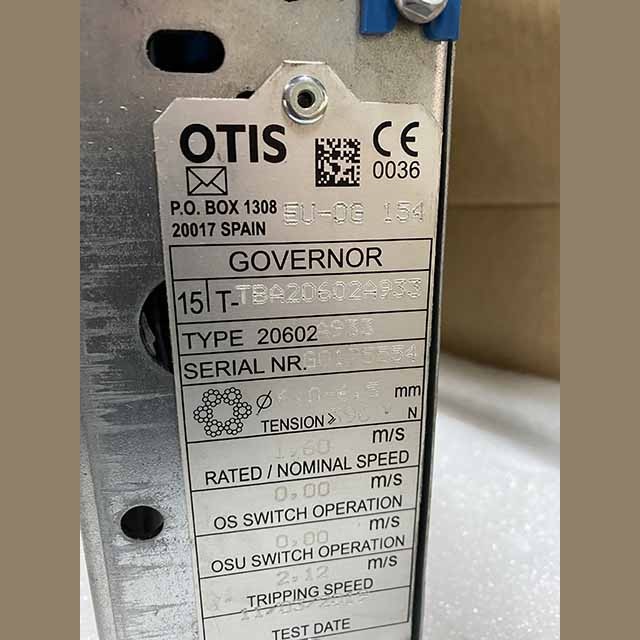 OTIS
CE
0036
P.O. BOX 1308
20017 SPAIN
EU-OG 154
GOVERNOR
15 T- TBA20602A933
TYPE 20602 A933
SERIAL NR.
Ø mm
TENSION ≥ N
1,60 m/s
RATED / NOMINAL SPEED
0,00 m/s
OS SWITCH OPERATION
0,00 m/s
OSU SWITCH OPERATION
2,12 m/s
TRIPPING SPEED
TEST DATE